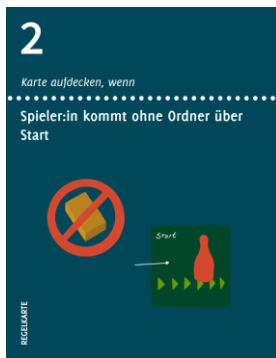 2
Karte aufdecken, wenn
Spieler:in kommt ohne Ordner über
Start
Start
REGELKARTE